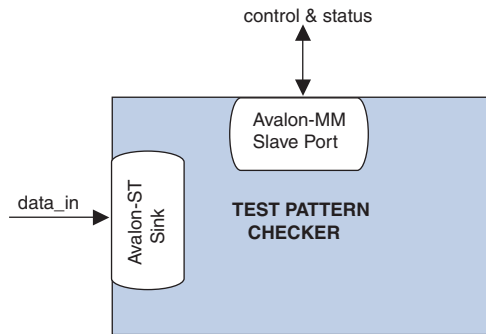 control & status
Avalon-MM
Slave Port
data_in
Avalon-ST
Sink
TEST PATTERN
CHECKER